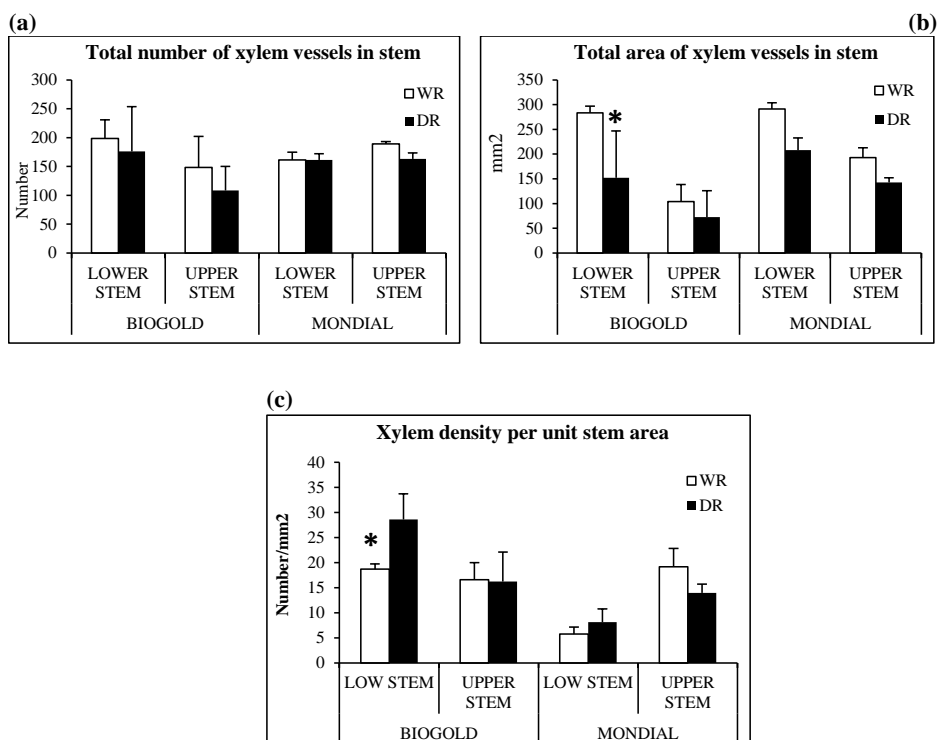 (a)
Total number of xylem vessels in stem
Number
300
250
200
150
100
50
0
WR
DR
LOWER STEM
UPPER STEM
LOWER STEM
UPPER STEM
BIOGOLD
MONDIAL
(b)
Total area of xylem vessels in stem
mm2
350
300
250
200
150
100
50
0
WR
DR
*
LOWER STEM
UPPER STEM
LOWER STEM
UPPER STEM
BIOGOLD
MONDIAL
(c)
Xylem density per unit stem area
Number/mm2
40
35
30
25
20
15
10
5
0
WR
DR
*
LOW STEM
UPPER STEM
LOW STEM
UPPER STEM
BIOGOLD
MONDIAL